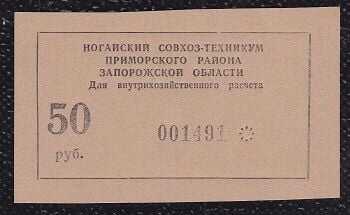 НОГАЙСКИЙ СОВХОЗ-ТЕХНИКУМ
ПРИМОРСКОГО РАЙОНА
ЗАПОРОЖСКОЙ ОБЛАСТИ
Для внутрихозяйственного расчета
50
руб.
001491